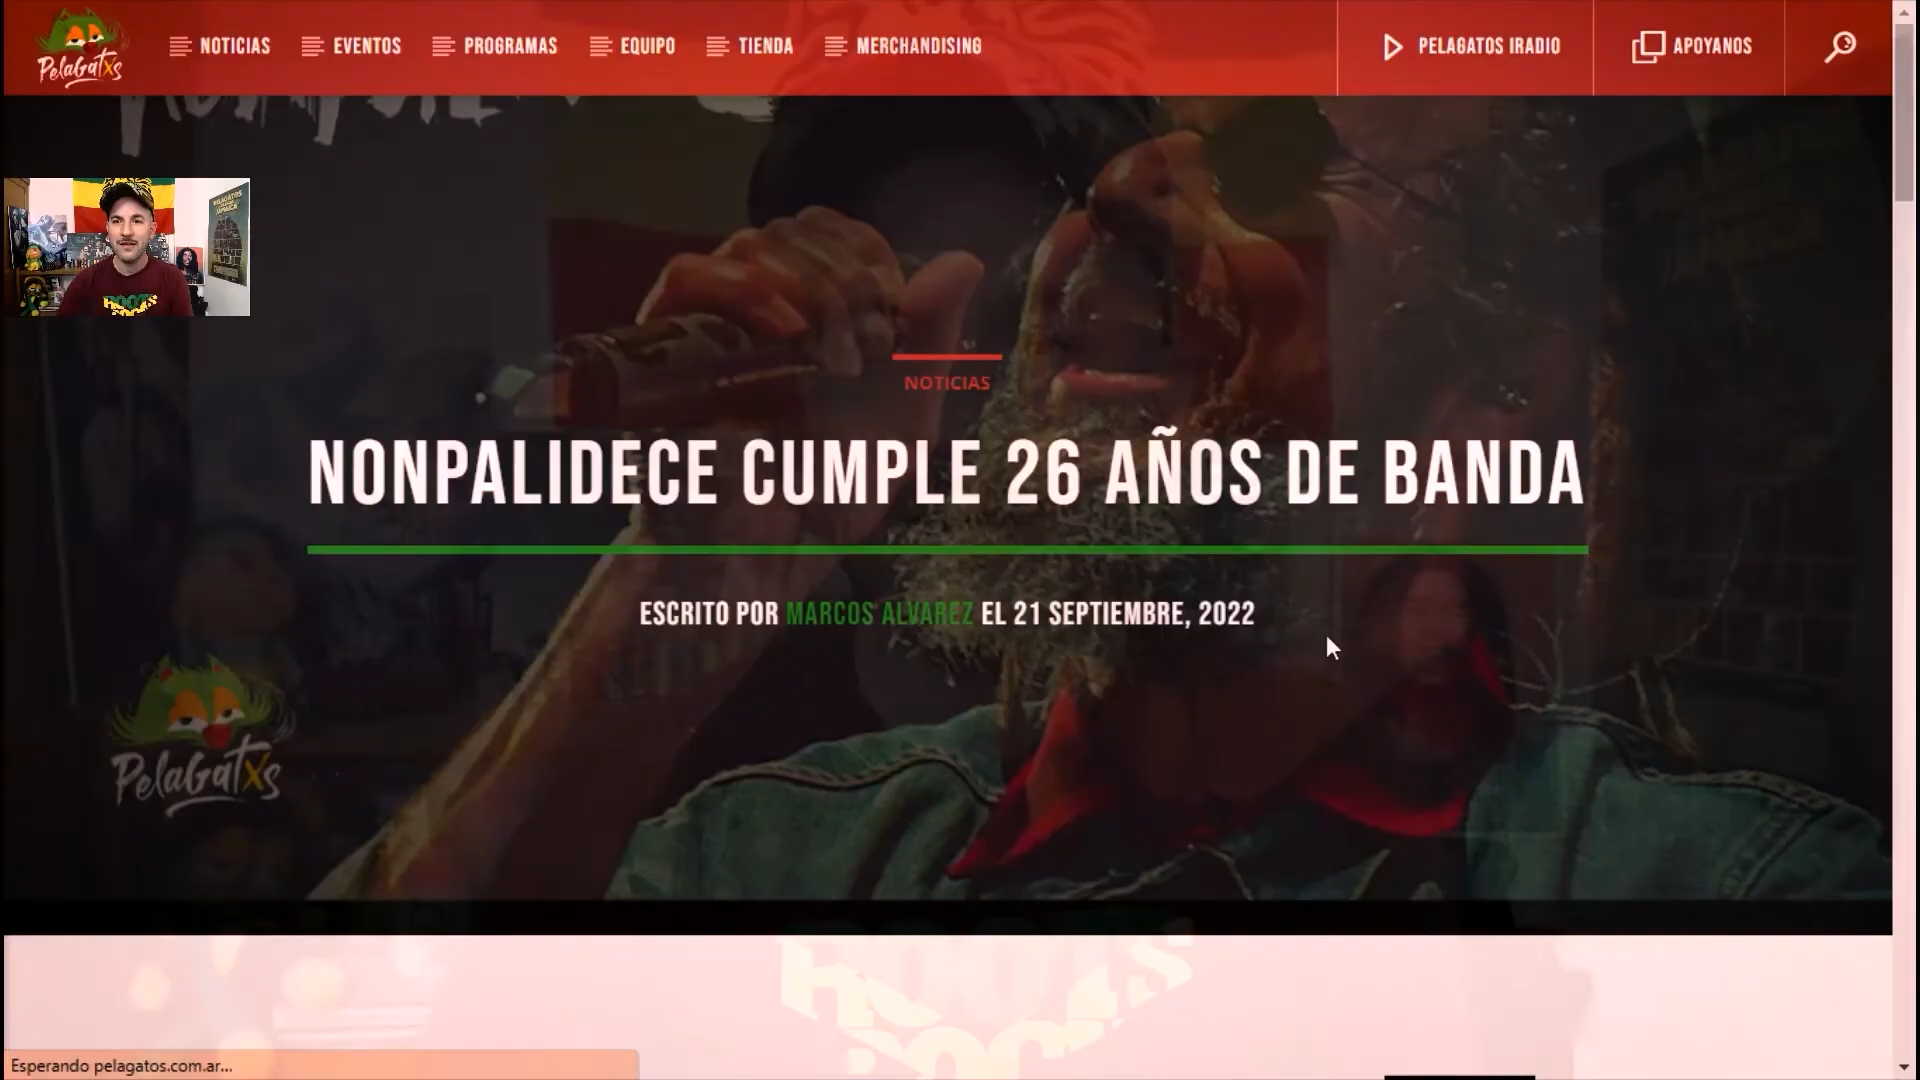 PelaGatxs
NOTICIAS
EVENTOS
PROGRAMAS
EQUIPO
TIENDA
MERCHANDISING
PELAGATOS IRADIO
APOYANOS
NOTICIAS
NONPALIDECE CUMPLE 26 AÑOS DE BANDA
ESCRITO POR MARCOS ALVAREZ EL 21 SEPTIEMBRE, 2022
PelaGatxs
ROOTS
Esperando pelagatos.com.ar...